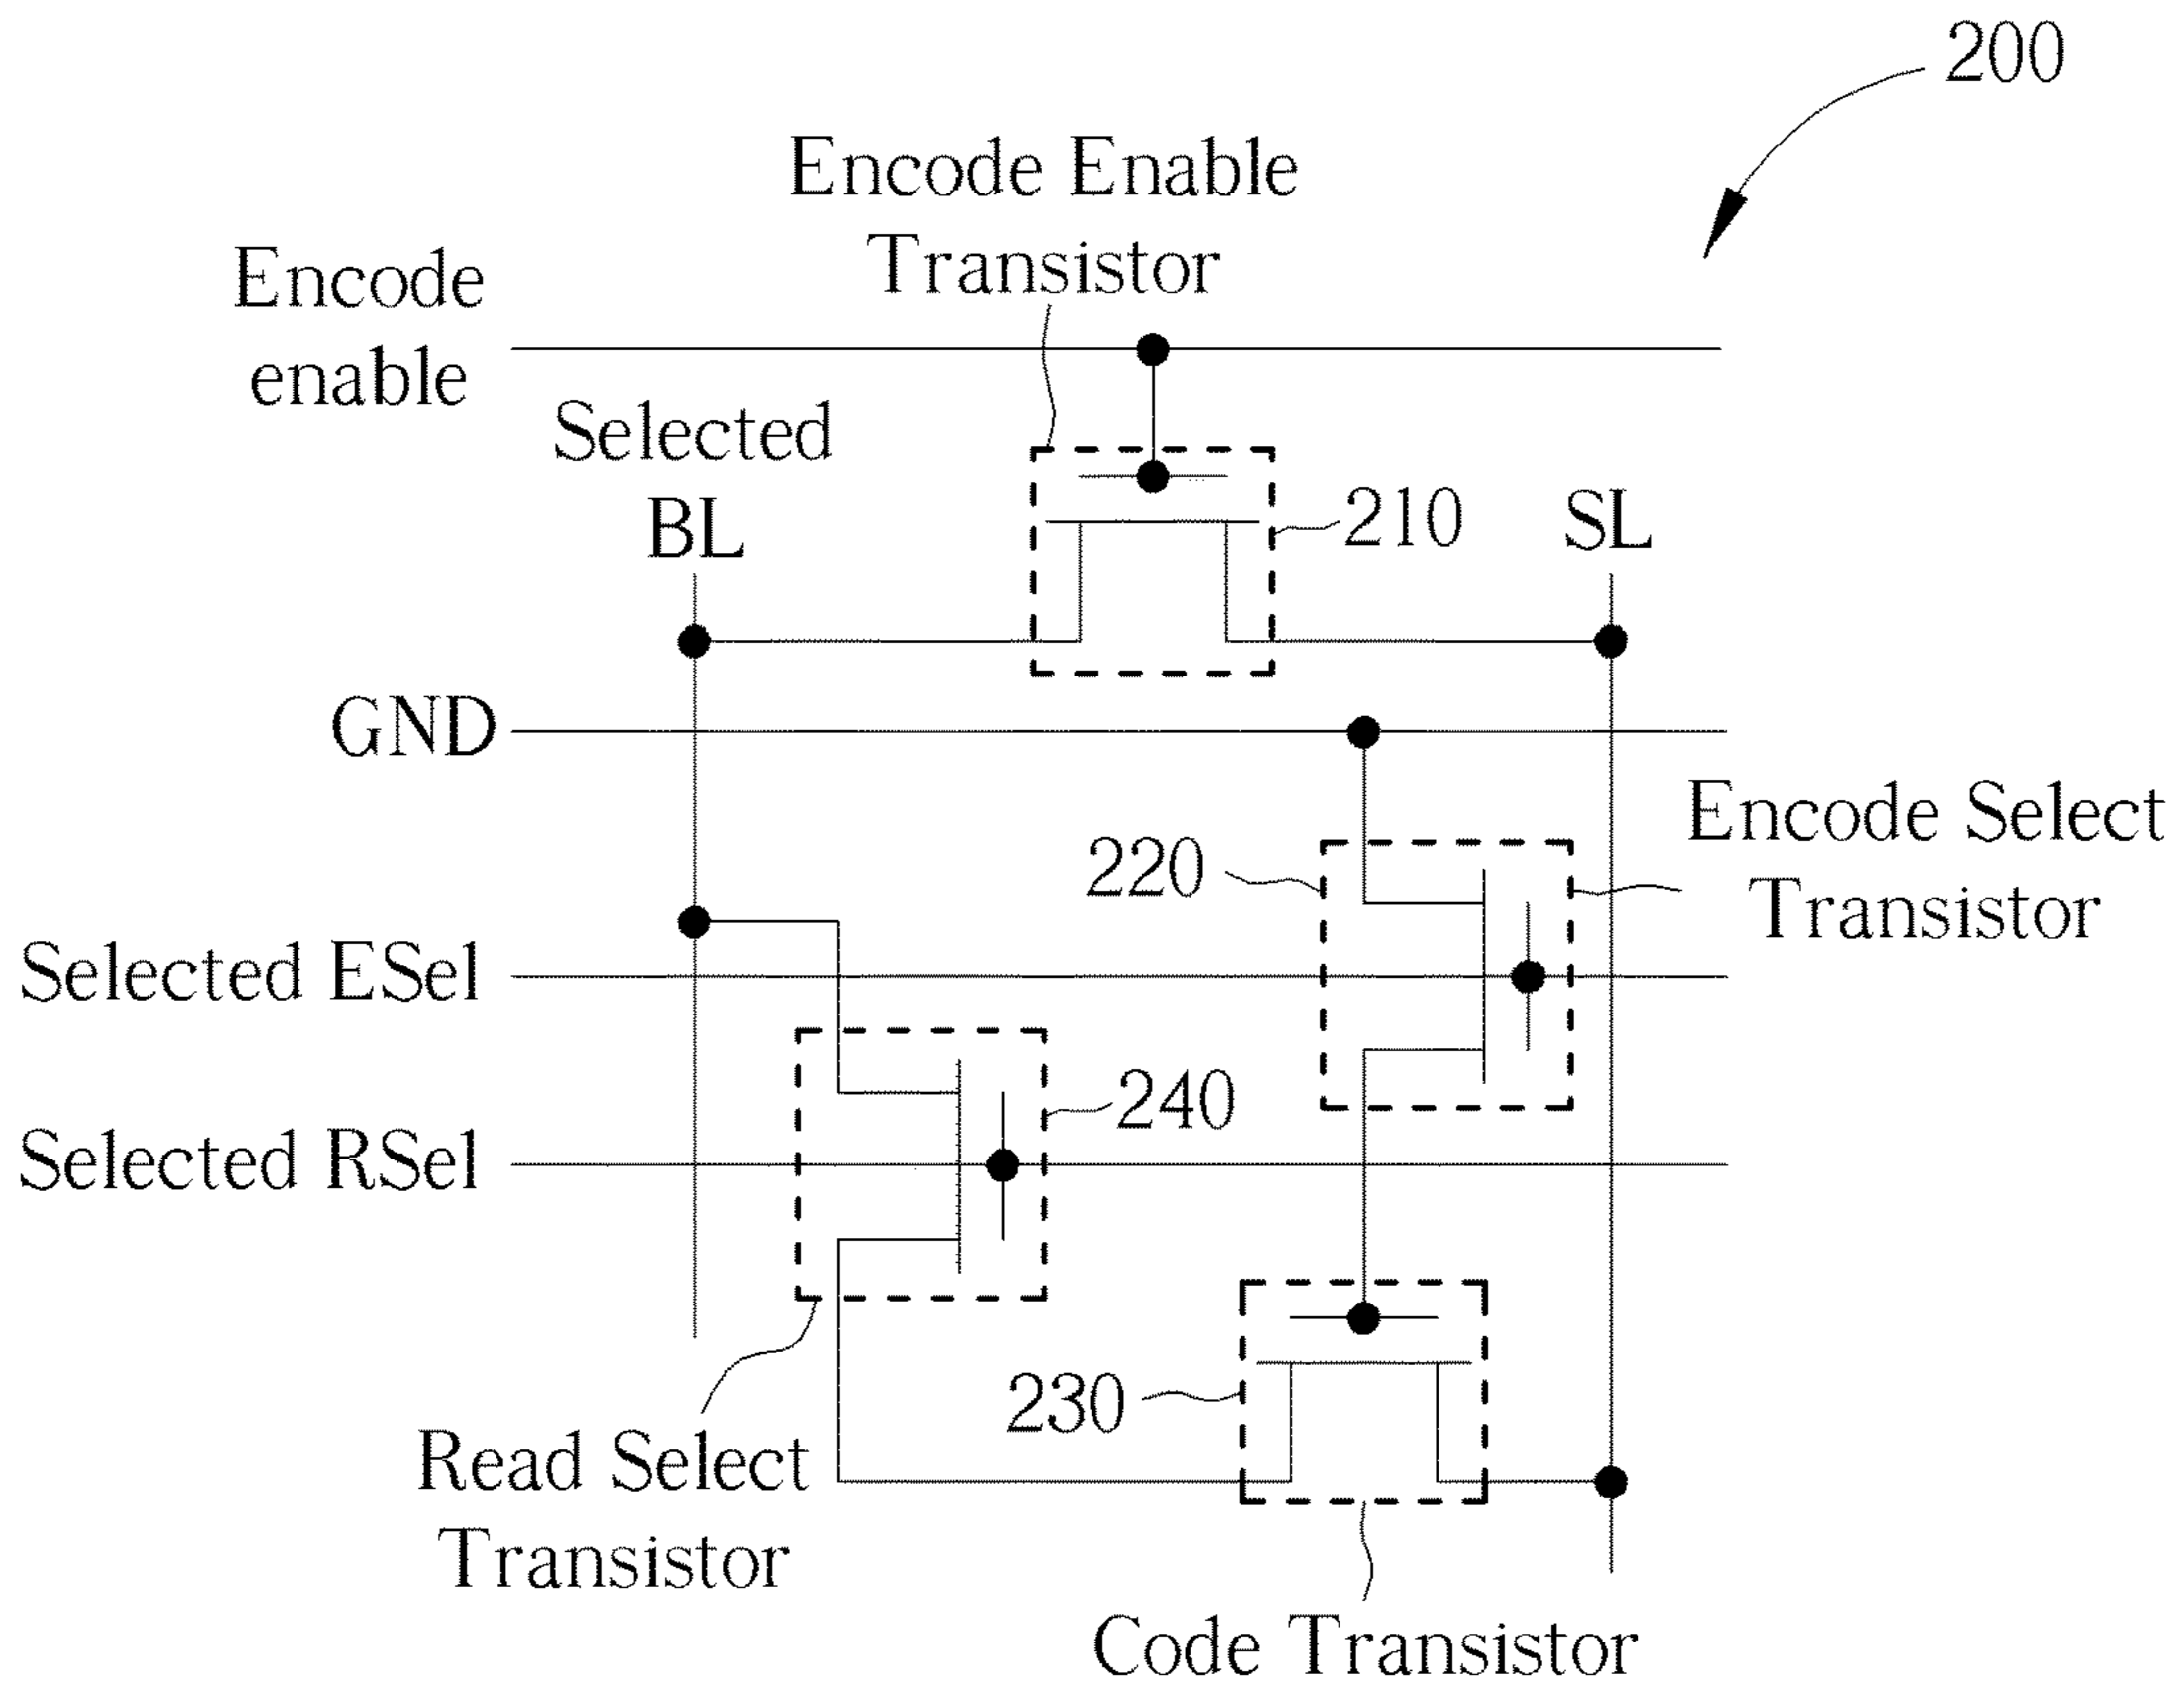 200
Encode Enable
Transistor
Encode
enable
Selected
BL
210
SL
GND
Encode Select
Transistor
220
Selected ESel
240
Selected RSel
230
Read Select
Transistor
Code Transistor